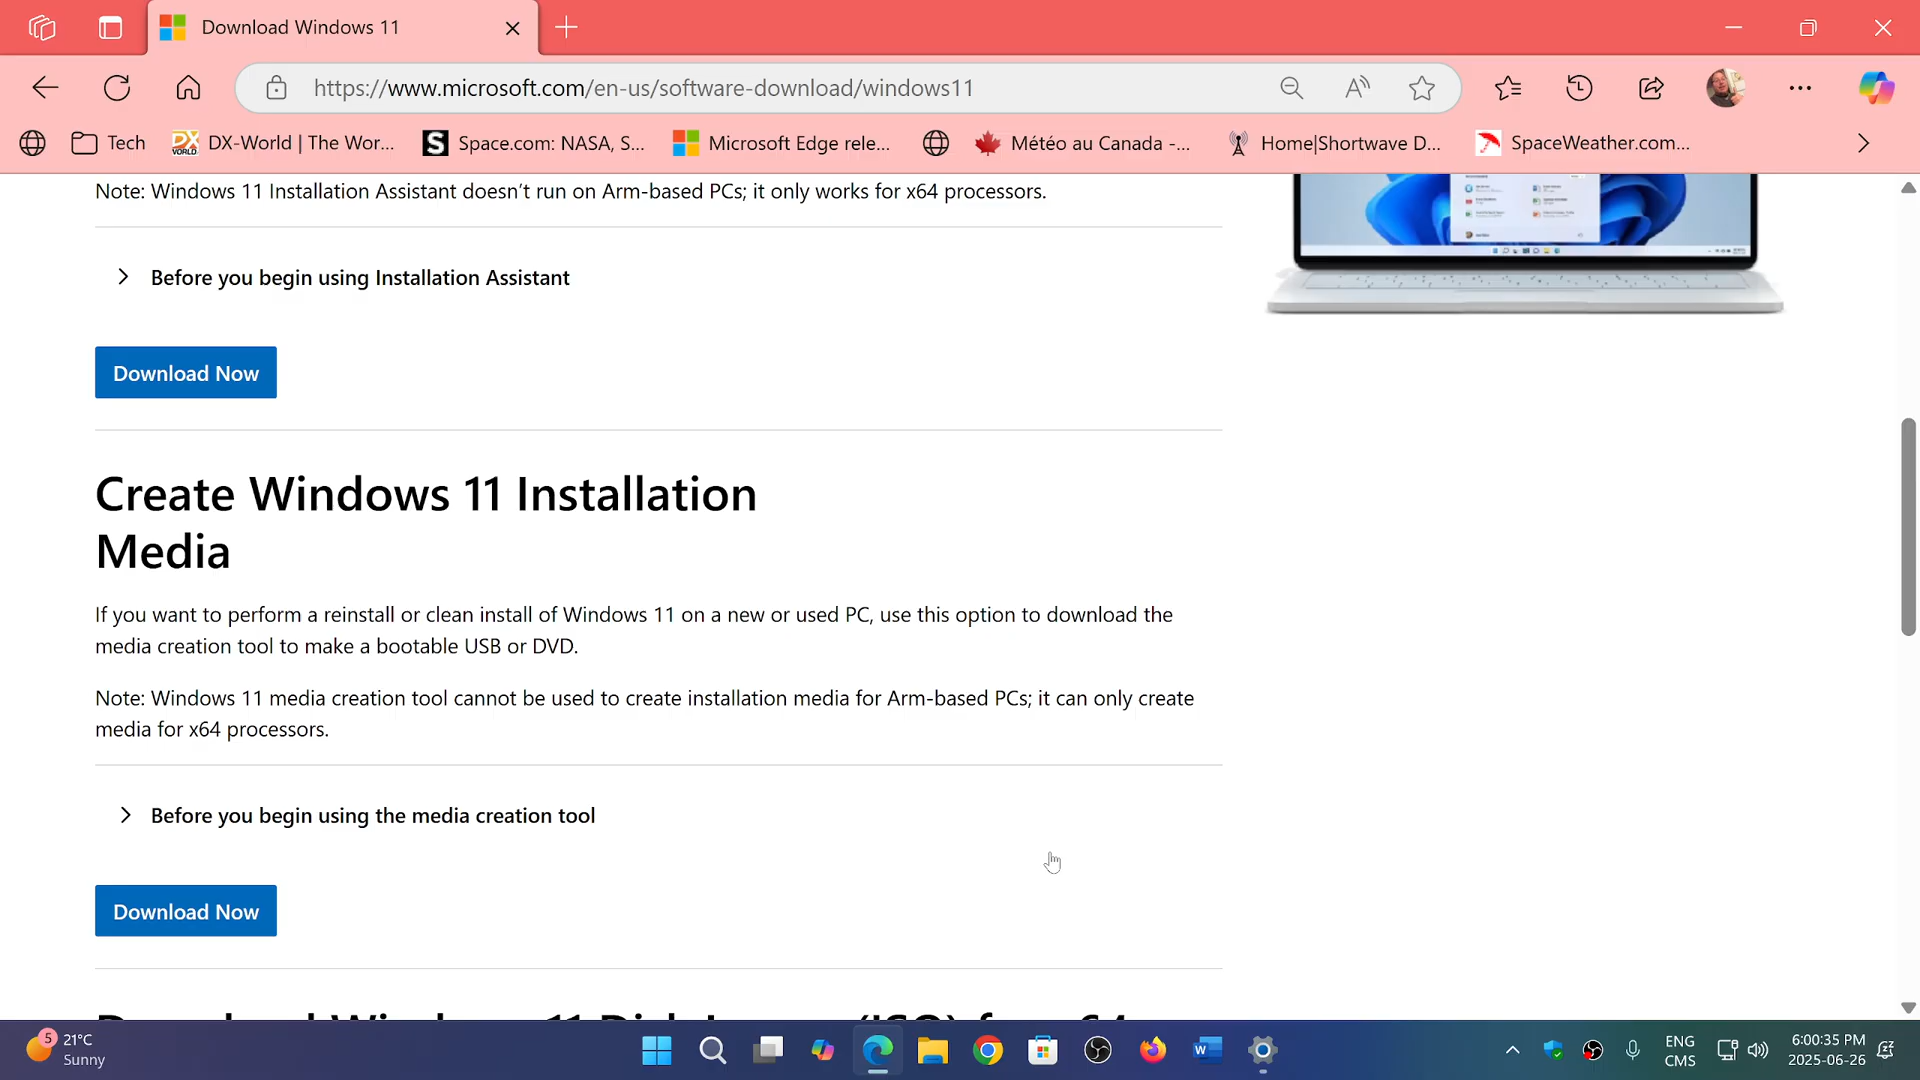 Download Windows 11
https://www.microsoft.com/en-us/software-download/windows11
Tech
DX-World | The Wor...
Space.com: NASA, S...
Microsoft Edge rele...
Météo au Canada -...
Home|Shortwave D...
SpaceWeather.com...
Note: Windows 11 Installation Assistant doesn’t run on Arm-based PCs; it only works for x64 processors.
Before you begin using Installation Assistant
Download Now
Create Windows 11 Installation
Media
If you want to perform a reinstall or clean install of Windows 11 on a new or used PC, use this option to download the
media creation tool to make a bootable USB or DVD.
Note: Windows 11 media creation tool cannot be used to create installation media for Arm-based PCs; it can only create
media for x64 processors.
Before you begin using the media creation tool
Download Now
5
21°C
Sunny
ENG
CMS
6:00:35 PM
2025-06-26